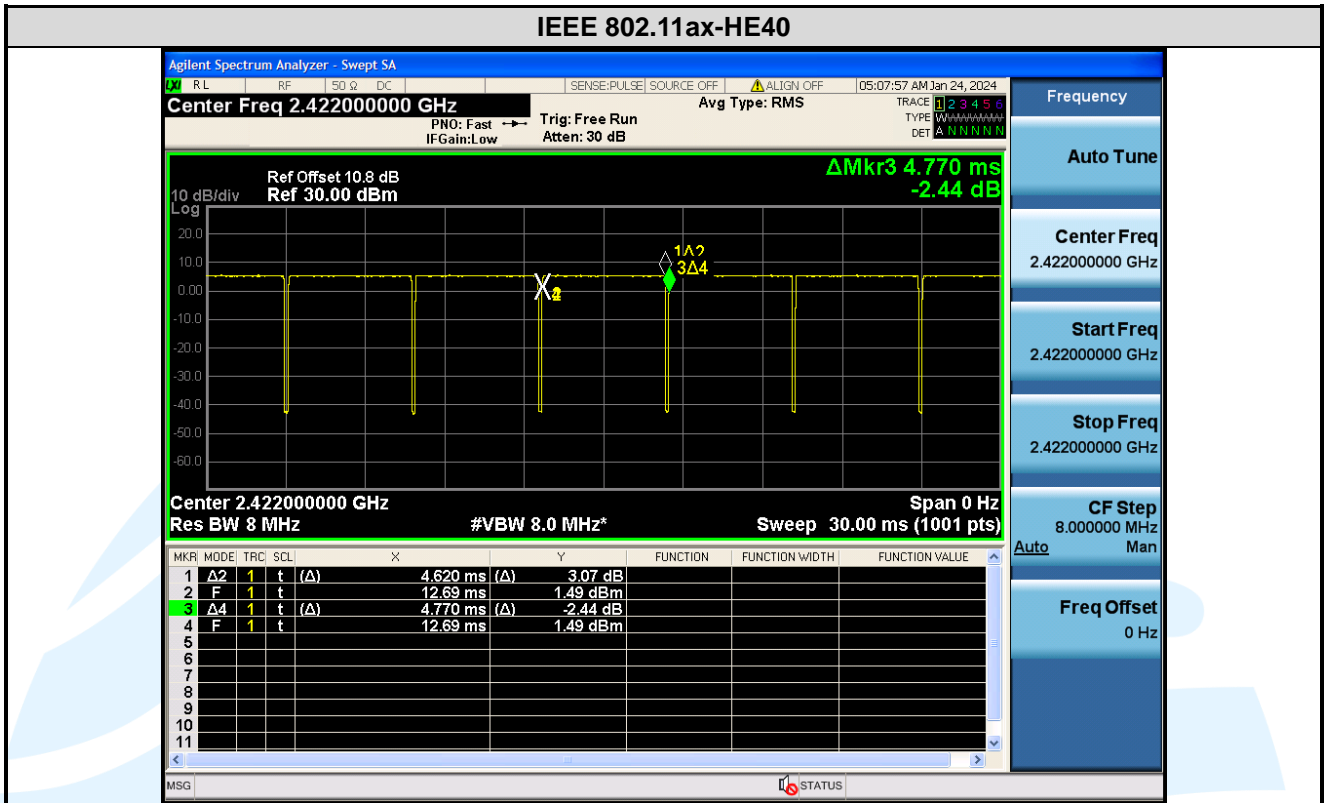 IEEE 802.11ax-HE40
Agilent Spectrum Analyzer - Swept SA
LXI RL RF 50 Ω DC SENSE:PULSE SOURCE OFF ALIGN OFF 05:07:57 AM Jan 24, 2024
Center Freq 2.422000000 GHz
PNO: Fast
IFGain:Low
Trig: Free Run
Atten: 30 dB
Avg Type: RMS
TRACE 1 2 3 4 5 6
TYPE W
DET A N N N N N
ΔMkr3 4.770 ms
-2.44 dB
Ref Offset 10.8 dB
10 dB/div Ref 30.00 dBm
Log
20.0
10.0
0.00
-10.0
-20.0
-30.0
-40.0
-50.0
-60.0
1Δ2
3Δ4
Center 2.422000000 GHz Span 0 Hz
Res BW 8 MHz #VBW 8.0 MHz* Sweep 30.00 ms (1001 pts)
MKR MODE TRC SCL X Y FUNCTION FUNCTION WIDTH FUNCTION VALUE
1 Δ2 1 t (Δ) 4.620 ms (Δ) 3.07 dB
2 F 1 t 12.69 ms 1.49 dBm
3 Δ4 1 t (Δ) 4.770 ms (Δ) -2.44 dB
4 F 1 t 12.69 ms 1.49 dBm
5
6
7
8
9
10
11
MSG STATUS
Frequency
Auto Tune
Center Freq
2.422000000 GHz
Start Freq
2.422000000 GHz
Stop Freq
2.422000000 GHz
CF Step
8.000000 MHz
Auto Man
Freq Offset
0 Hz